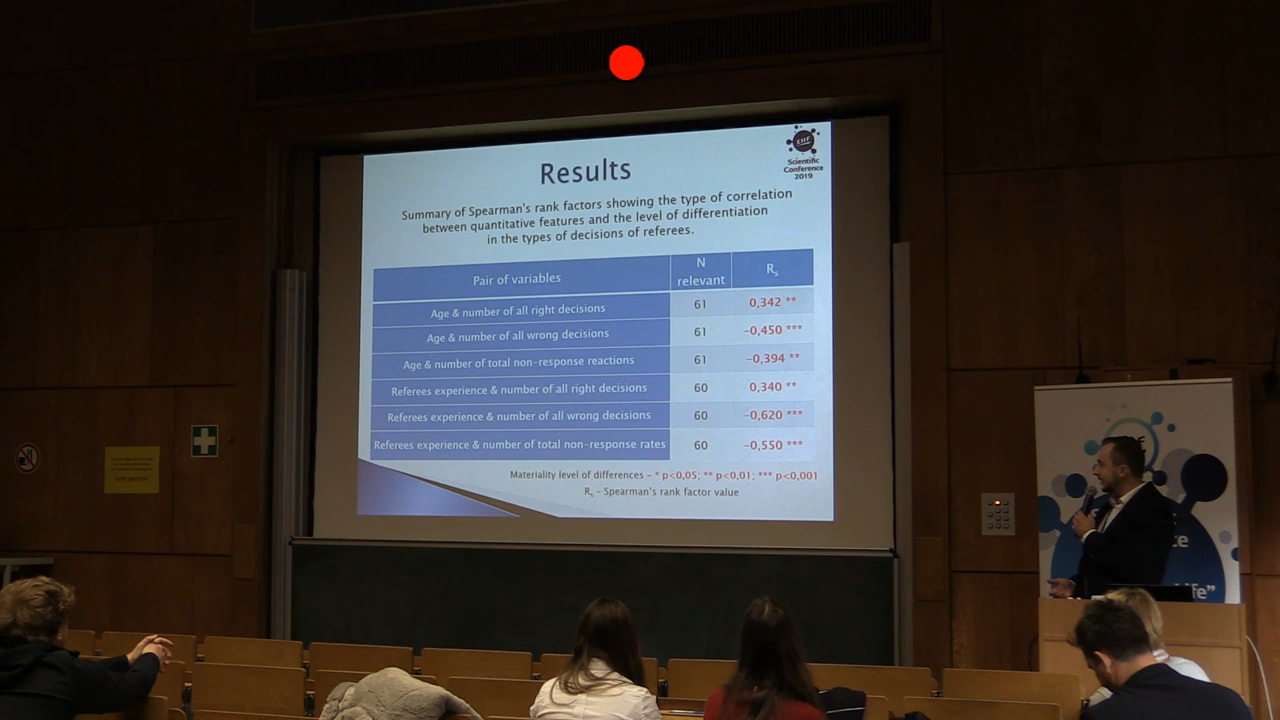 EHF
Scientific
Conference
2019
Results
Summary of Spearman's rank factors showing the type of correlation
between quantitative features and the level of differentiation
in the types of decisions of referees.
Pair of variables N relevant Rs
Age & number of all right decisions 61 0,342 **
Age & number of all wrong decisions 61 -0,450 ***
Age & number of total non-response reactions 61 -0,394 **
Referees experience & number of all right decisions 60 0,340 **
Referees experience & number of all wrong decisions 60 -0,620 ***
Referees experience & number of total non-response rates 60 -0,550 ***
Materiality level of differences - * p<0,05; ** p<0,01; *** p<0,001
Rs - Spearman's rank factor value
ce
life"